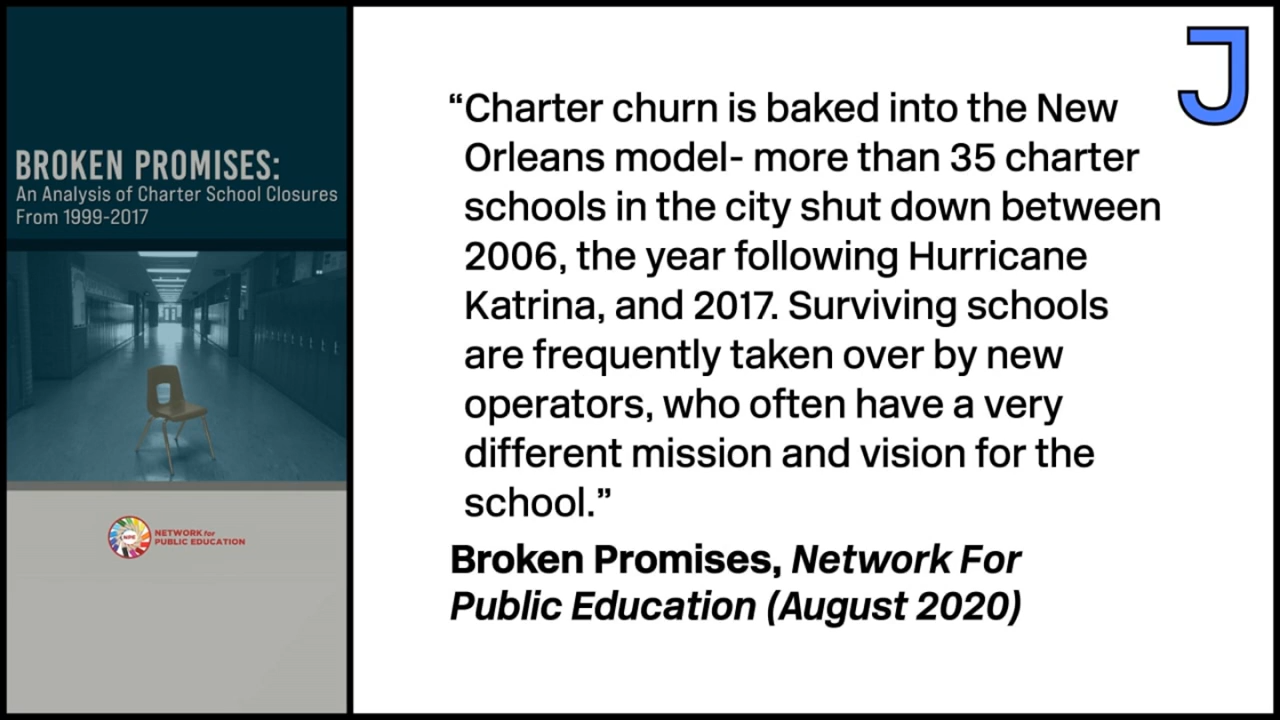 BROKEN PROMISES:
An Analysis of Charter School Closures
From 1999-2017
NPE
NETWORK for
PUBLIC EDUCATION
J
“Charter churn is baked into the New
Orleans model- more than 35 charter
schools in the city shut down between
2006, the year following Hurricane
Katrina, and 2017. Surviving schools
are frequently taken over by new
operators, who often have a very
different mission and vision for the
school.”
Broken Promises, Network For
Public Education (August 2020)